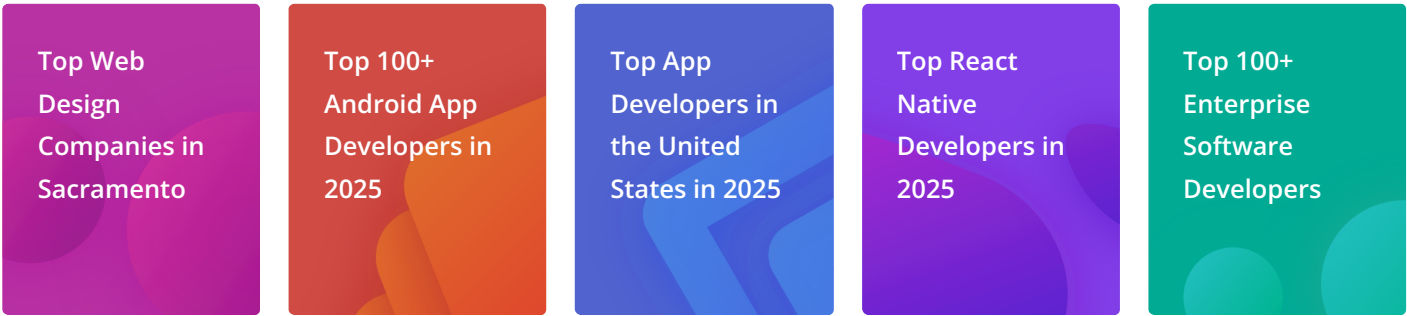 Top Web
Design
Companies in
Sacramento
Top 100+
Android App
Developers in
2025
Top App
Developers in
the United
States in 2025
Top React
Native
Developers in
2025
Top 100+
Enterprise
Software
Developers